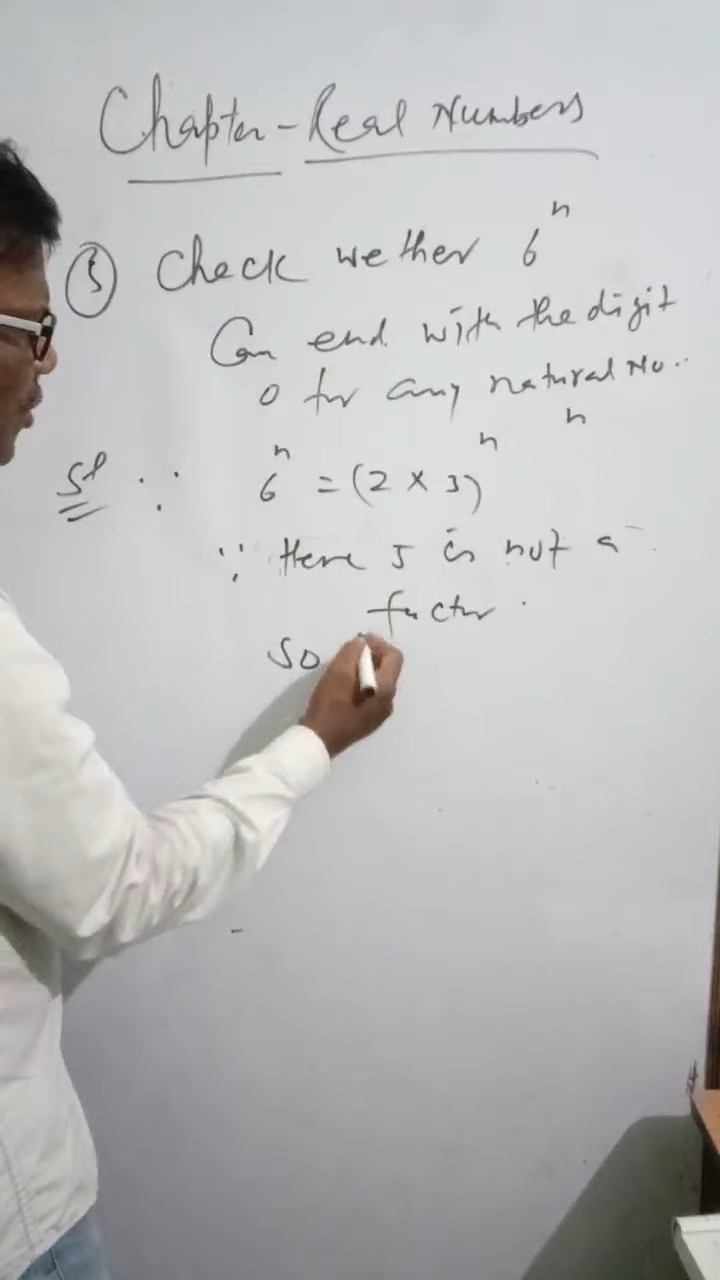 Chapter - Real Numbers
⑤ Check wether 6ⁿ
Can end with the digit
0 for any natural No..
n
Sol ∵ 6ⁿ = (2 × 3)ⁿ
∵ Here 5 is not a
factor.
So